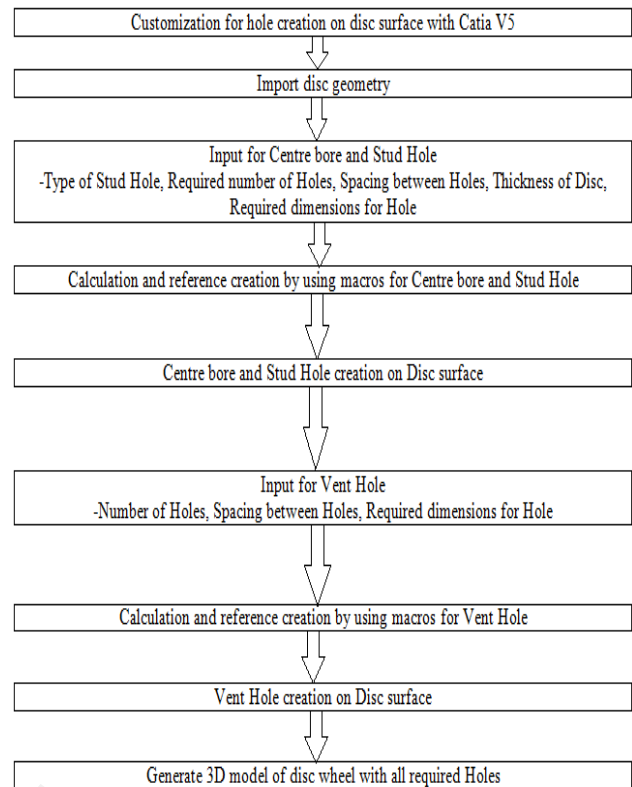 Customization for hole creation on disc surface with Catia V5
Import disc geometry
Input for Centre bore and Stud Hole
-Type of Stud Hole, Required number of Holes, Spacing between Holes, Thickness of Disc,
Required dimensions for Hole
Calculation and reference creation by using macros for Centre bore and Stud Hole
Centre bore and Stud Hole creation on Disc surface
Input for Vent Hole
-Number of Holes, Spacing between Holes, Required dimensions for Hole
Calculation and reference creation by using macros for Vent Hole
Vent Hole creation on Disc surface
Generate 3D model of disc wheel with all required Holes